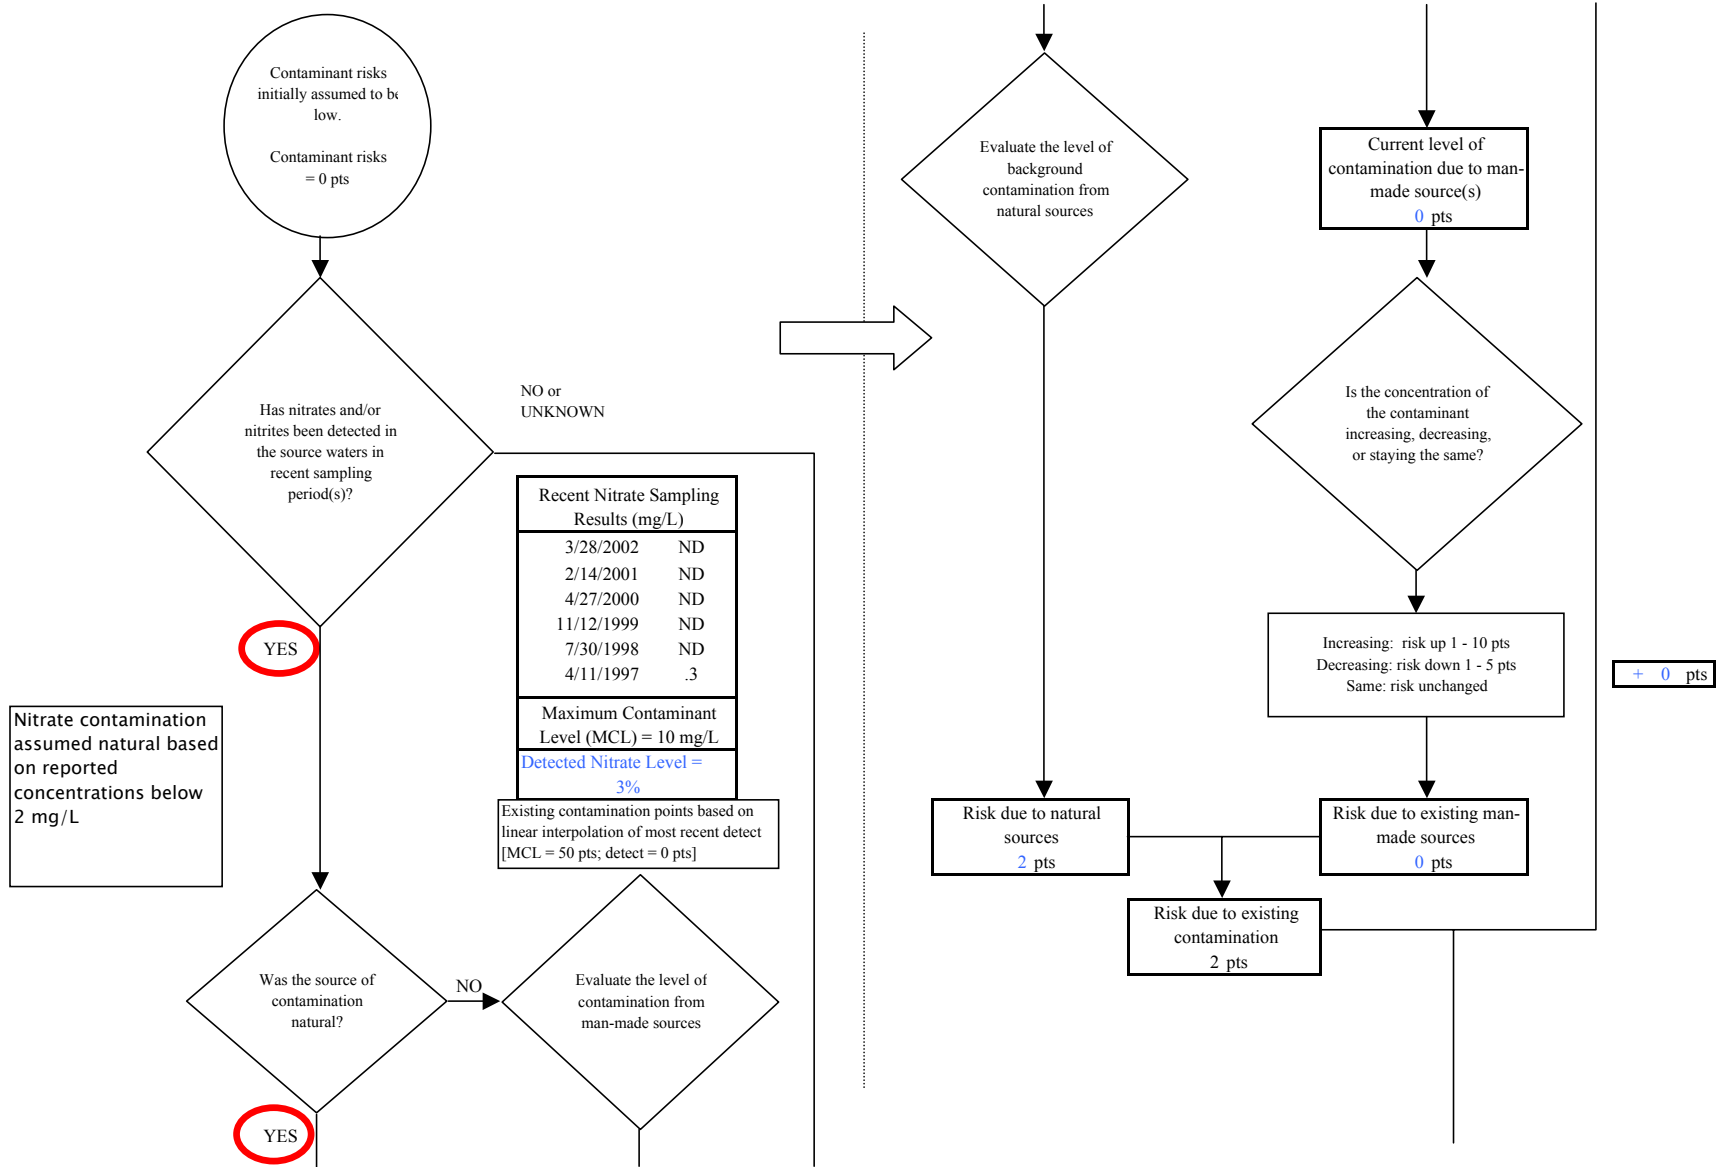 Contaminant risks
initially assumed to be
low.
Contaminant risks
= 0 pts
Has nitrates and/or
nitrites been detected in
the source waters in
recent sampling
period(s)?
NO or
UNKNOWN
YES
Recent Nitrate Sampling
Results (mg/L)
3/28/2002 ND
2/14/2001 ND
4/27/2000 ND
11/12/1999 ND
7/30/1998 ND
4/11/1997 .3
Maximum Contaminant
Level (MCL) = 10 mg/L
Detected Nitrate Level =
3%
Existing contamination points based on
linear interpolation of most recent detect
[MCL = 50 pts; detect = 0 pts]
Nitrate contamination
assumed natural based
on reported
concentrations below
2 mg/L
Was the source of
contamination
natural?
NO
Evaluate the level of
contamination from
man-made sources
YES
Evaluate the level of
background
contamination from
natural sources
Current level of
contamination due to man-
made source(s)
0 pts
Is the concentration of
the contaminant
increasing, decreasing,
or staying the same?
Increasing: risk up 1 - 10 pts
Decreasing: risk down 1 - 5 pts
Same: risk unchanged
+ 0 pts
Risk due to natural
sources
2 pts
Risk due to existing man-
made sources
0 pts
Risk due to existing
contamination
2 pts